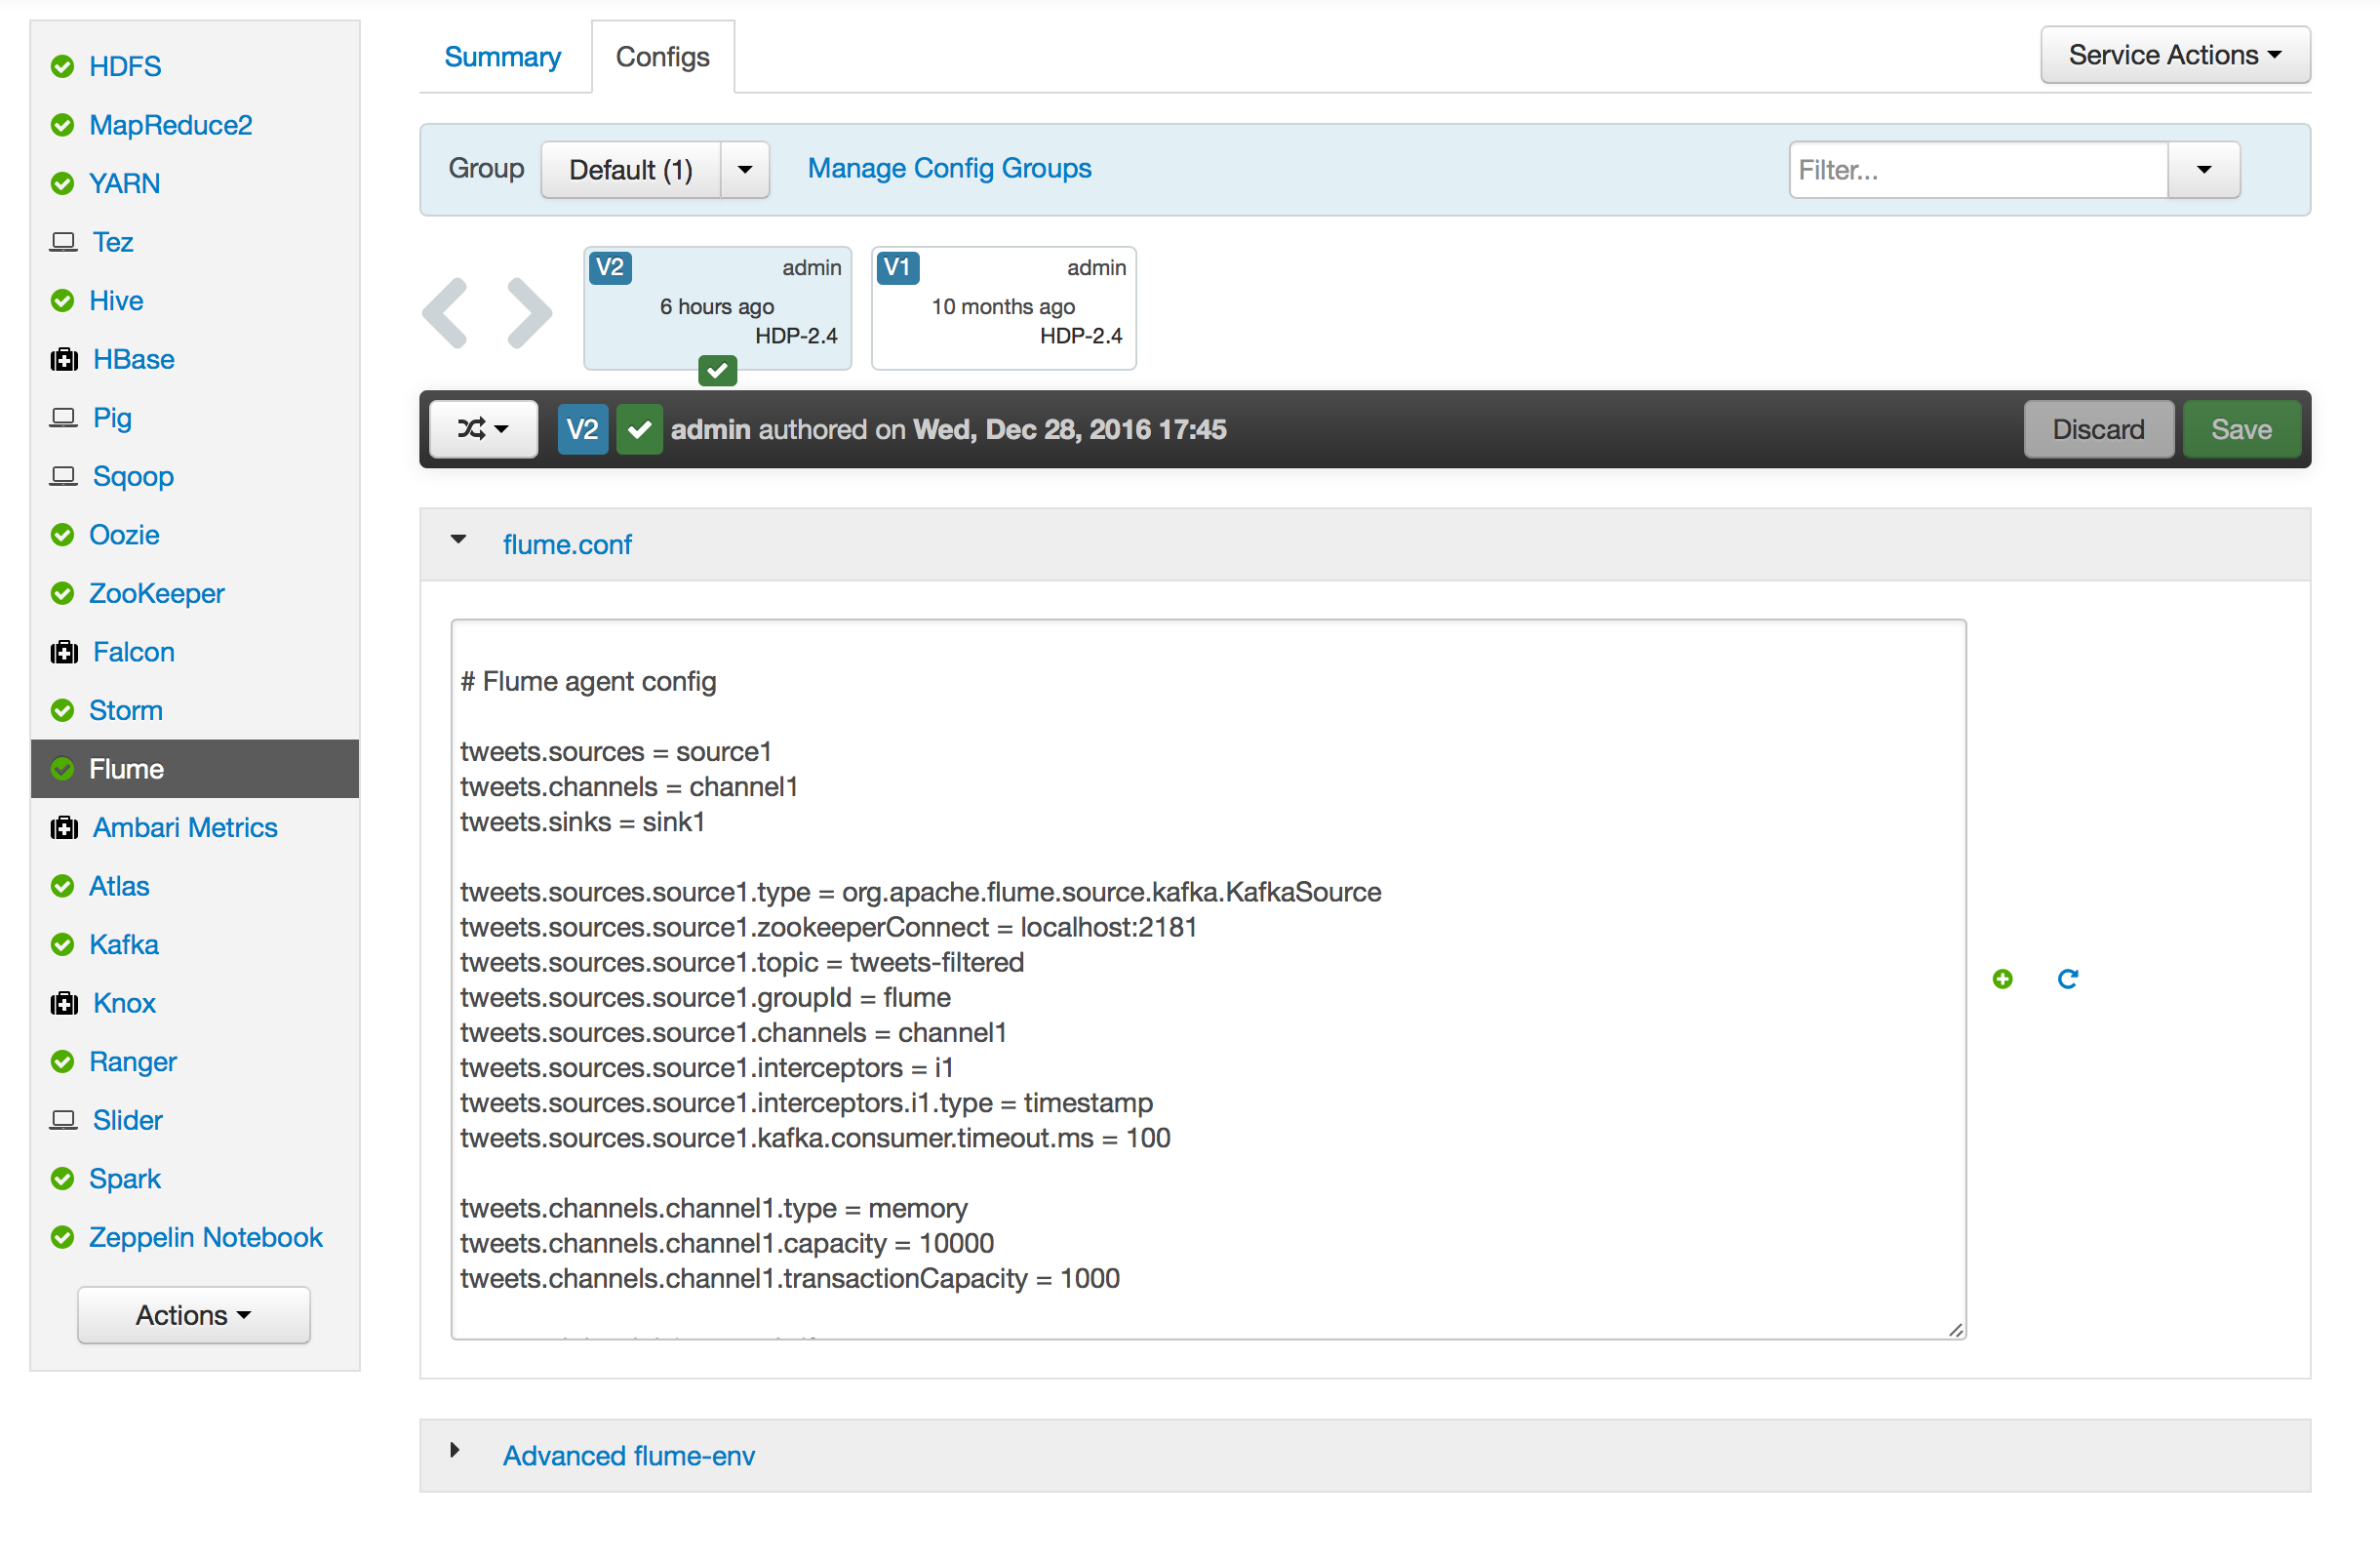 HDFS
MapReduce2
YARN
Tez
Hive
HBase
Pig
Sqoop
Oozie
ZooKeeper
Falcon
Storm
Flume
Ambari Metrics
Atlas
Kafka
Knox
Ranger
Slider
Spark
Zeppelin Notebook
Actions
Summary
Configs
Service Actions
Group
Default (1)
Manage Config Groups
Filter...
V2
admin
6 hours ago
HDP-2.4
V1
admin
10 months ago
HDP-2.4
V2
admin authored on Wed, Dec 28, 2016 17:45
Discard
Save
flume.conf
# Flume agent config
tweets.sources = source1
tweets.channels = channel1
tweets.sinks = sink1
tweets.sources.source1.type = org.apache.flume.source.kafka.KafkaSource
tweets.sources.source1.zookeeperConnect = localhost:2181
tweets.sources.source1.topic = tweets-filtered
tweets.sources.source1.groupId = flume
tweets.sources.source1.channels = channel1
tweets.sources.source1.interceptors = i1
tweets.sources.source1.interceptors.i1.type = timestamp
tweets.sources.source1.kafka.consumer.timeout.ms = 100
tweets.channels.channel1.type = memory
tweets.channels.channel1.capacity = 10000
tweets.channels.channel1.transactionCapacity = 1000
Advanced flume-env